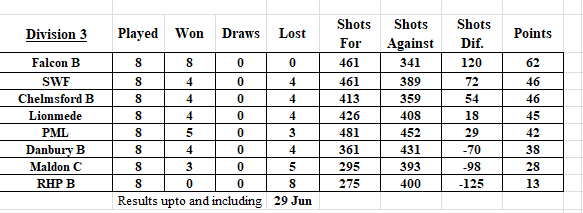 Division 3 Played Won Draws Lost Shots For Shots Against Shots Dif. Points
Falcon B 8 8 0 0 461 341 120 62
SWF 8 4 0 4 461 389 72 46
Chelmsford B 8 4 0 4 413 359 54 46
Lionmede 8 4 0 4 426 408 18 45
PML 8 5 0 3 481 452 29 42
Danbury B 8 4 0 4 361 431 -70 38
Maldon C 8 3 0 5 295 393 -98 28
RHP B 8 0 0 8 275 400 -125 13
Results upto and including 29 Jun